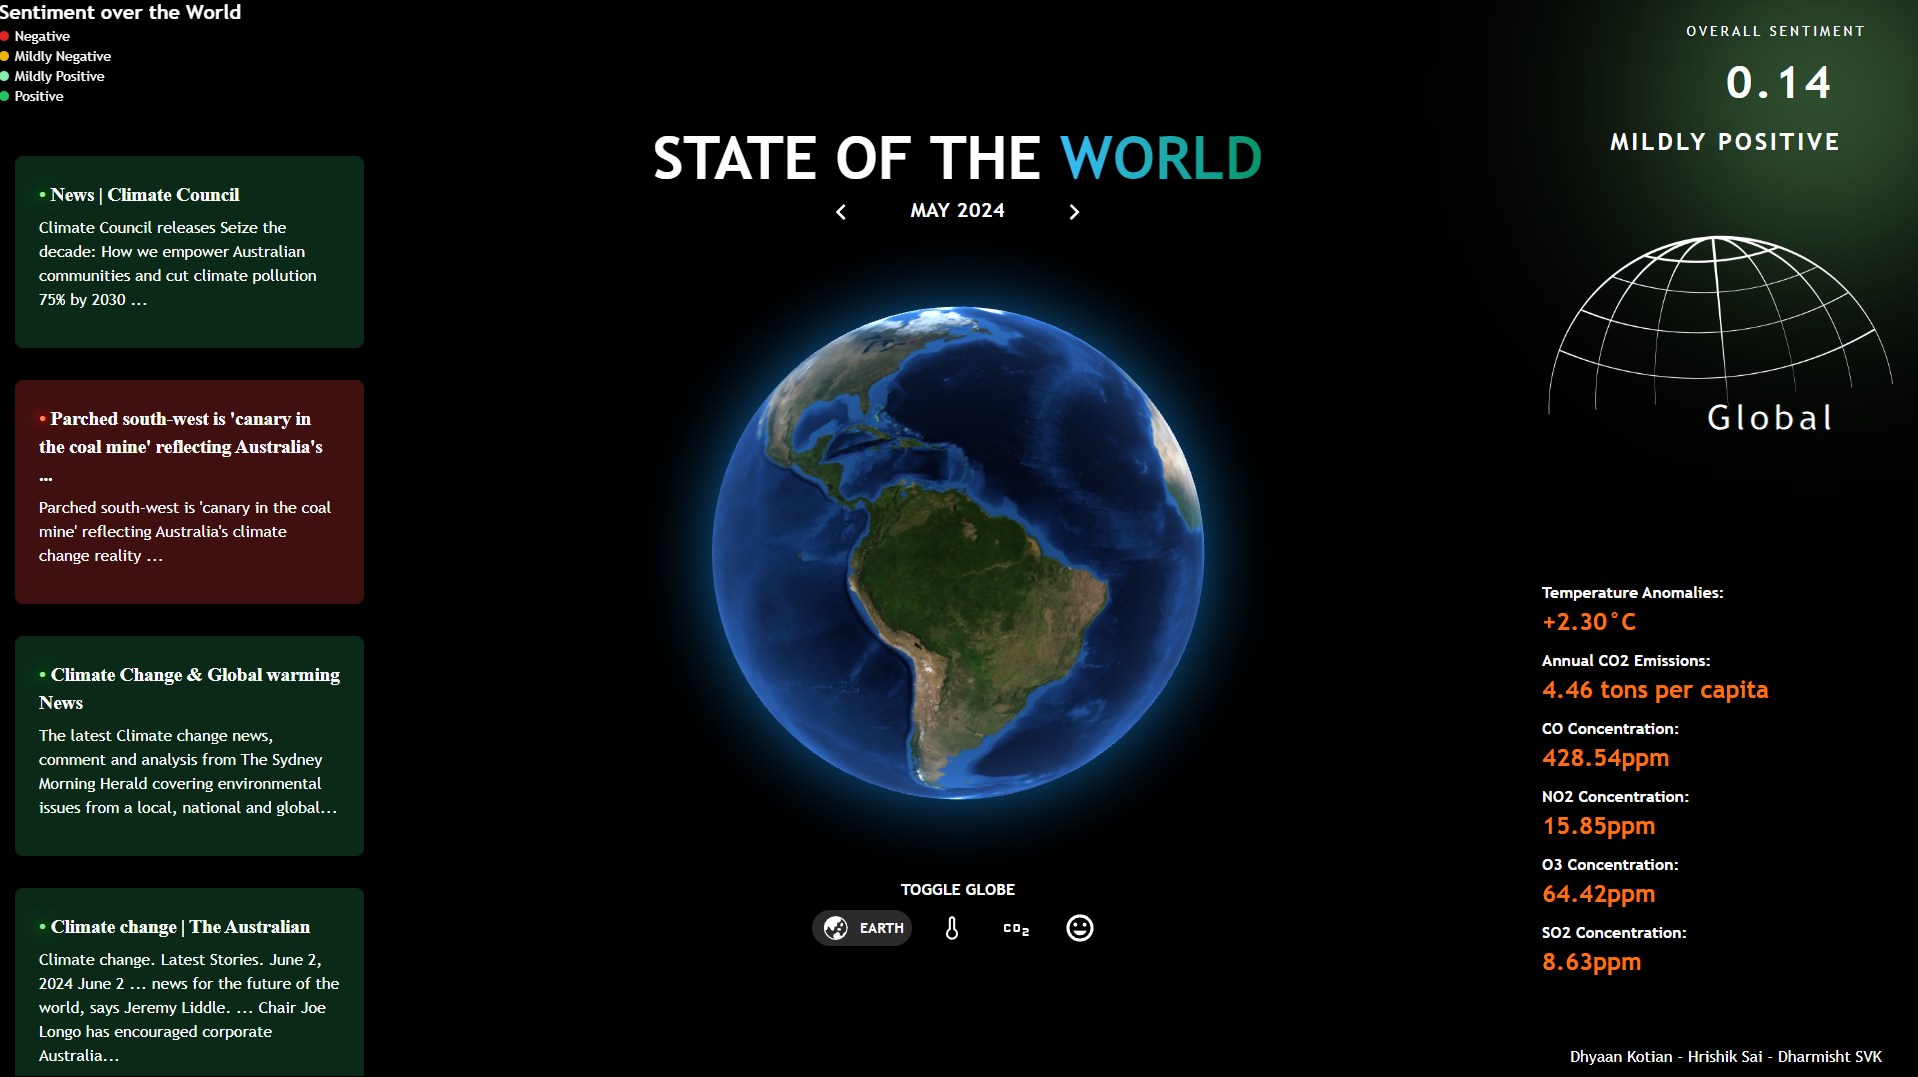 Sentiment over the World
Negative
Mildly Negative
Mildly Positive
Positive
• News | Climate Council
Climate Council releases Seize the
decade: How we empower Australian
communities and cut climate pollution
75% by 2030 ...
• Parched south-west is 'canary in
the coal mine' reflecting Australia's
...
Parched south-west is 'canary in the coal
mine' reflecting Australia's climate
change reality ...
• Climate Change & Global warming
News
The latest Climate change news,
comment and analysis from The Sydney
Morning Herald covering environmental
issues from a local, national and global...
• Climate change | The Australian
Climate change. Latest Stories. June 2,
2024 June 2 ... news for the future of the
world, says Jeremy Liddle. ... Chair Joe
Longo has encouraged corporate
Australia...
STATE OF THE WORLD
MAY 2024
TOGGLE GLOBE
EARTH
CO2
OVERALL SENTIMENT
0.14
MILDLY POSITIVE
Global
Temperature Anomalies:
+2.30°C
Annual CO2 Emissions:
4.46 tons per capita
CO Concentration:
428.54ppm
NO2 Concentration:
15.85ppm
O3 Concentration:
64.42ppm
SO2 Concentration:
8.63ppm
Dhyaan Kotian - Hrishik Sai - Dharmisht SVK